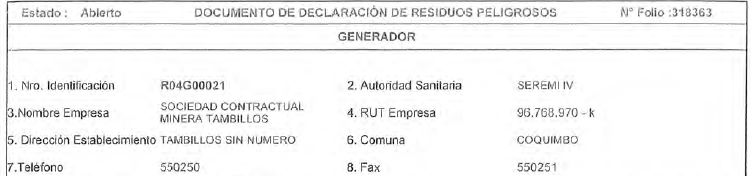 Estado : Abierto DOCUMENTO DE DECLARACIÓN DE RESIDUOS PELIGROSOS Nº Folio :318363
GENERADOR
1. Nro. Identificación R04G00021 2. Autoridad Sanitaria SEREMI IV
3.Nombre Empresa SOCIEDAD CONTRACTUAL MINERA TAMBILLOS 4. RUT Empresa 96.768.970 - k
5. Dirección Establecimiento TAMBILLOS SIN NUMERO 6. Comuna COQUIMBO
7.Teléfono 550250 8. Fax 550251